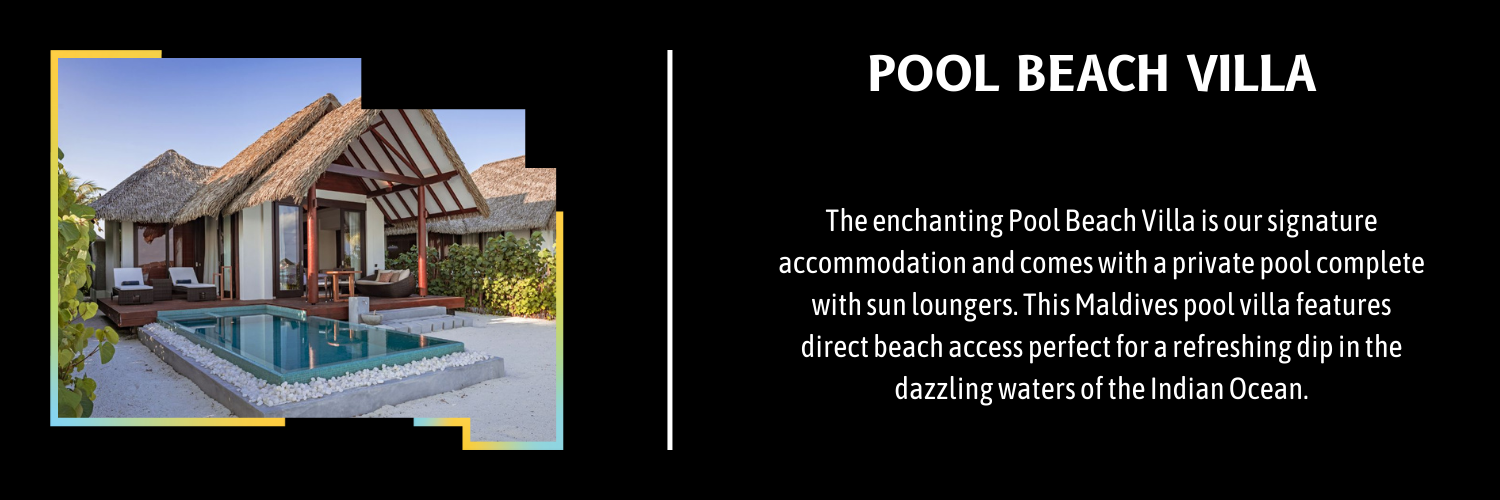 POOL BEACH VILLA
The enchanting Pool Beach Villa is our signature
accommodation and comes with a private pool complete
with sun loungers. This Maldives pool villa features
direct beach access perfect for a refreshing dip in the
dazzling waters of the Indian Ocean.